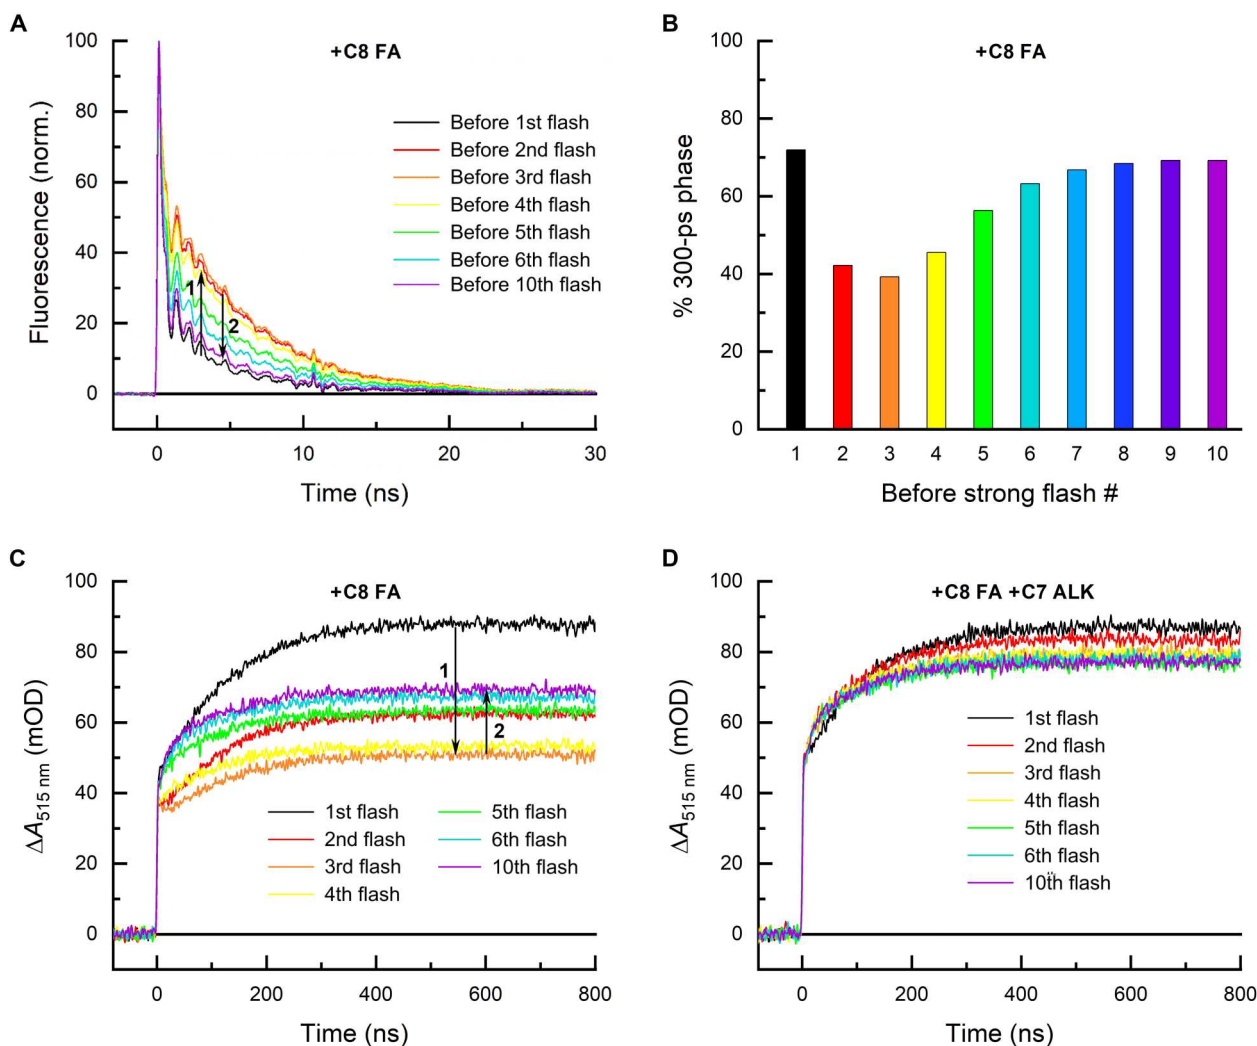 A
+C8 FA
100
80
60
40
20
0
Fluorescence (norm.)
Before 1st flash
Before 2nd flash
Before 3rd flash
Before 4th flash
Before 5th flash
Before 6th flash
Before 10th flash
1
2
0
10
20
30
Time (ns)
B
+C8 FA
100
80
60
40
20
0
% 300-ps phase
1 2 3 4 5 6 7 8 9 10
Before strong flash #
C
+C8 FA
100
80
60
40
20
0
ΔA515 nm (mOD)
1
2
1st flash
2nd flash
3rd flash
4th flash
5th flash
6th flash
10th flash
0 200 400 600 800
Time (ns)
D
+C8 FA +C7 ALK
100
80
60
40
20
0
ΔA515 nm (mOD)
1st flash
2nd flash
3rd flash
4th flash
5th flash
6th flash
10ẗh flash
0 200 400 600 800
Time (ns)